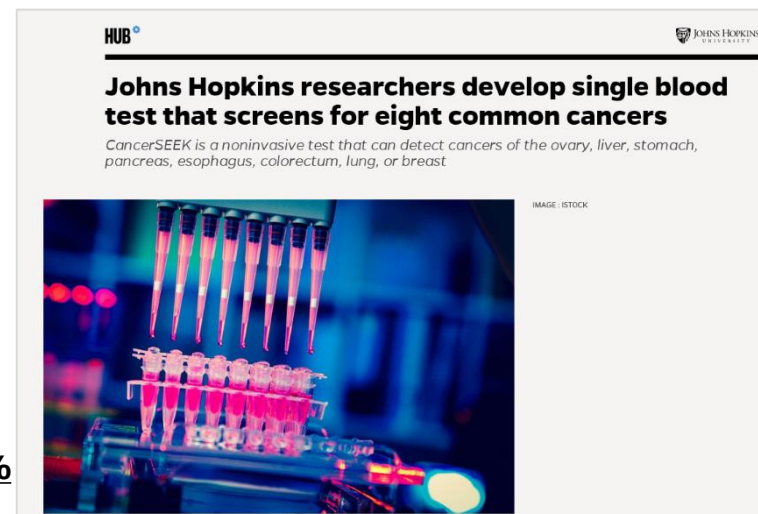 HUB
JOHNS HOPKINS
UNIVERSITY
Johns Hopkins researchers develop single blood
test that screens for eight common cancers
CancerSEEK is a noninvasive test that can detect cancers of the ovary, liver, stomach,
pancreas, esophagus, colorectum, lung, or breast
IMAGE : ISTOCK
%